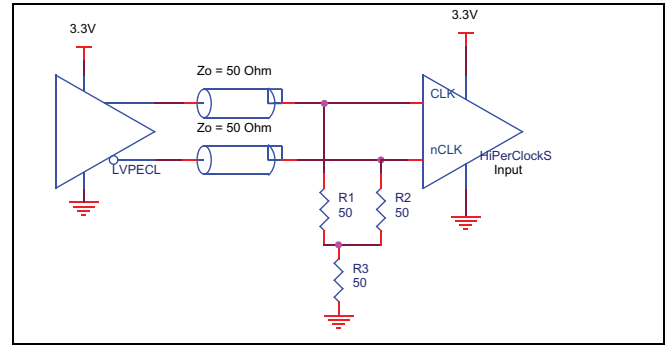 3.3V
3.3V
Zo = 50 Ohm
CLK
Zo = 50 Ohm
nCLK
HiPerClockS
Input
LVPECL
R1
50
R2
50
R3
50